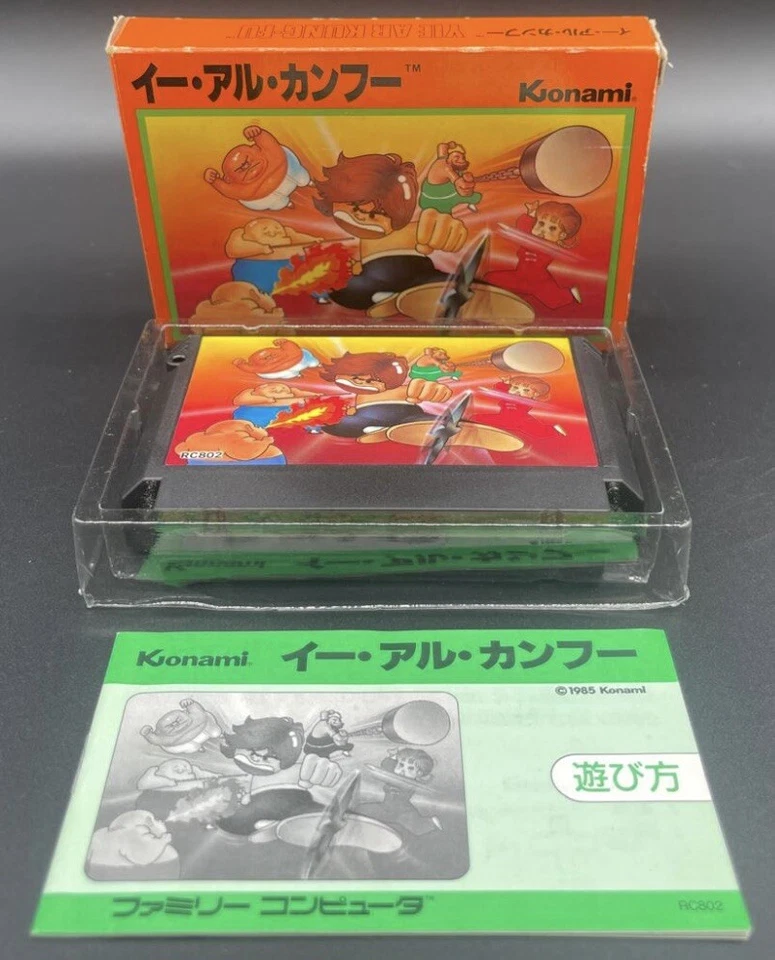 YIE AR KUNG-FU
イー・アル・カンフー
イー・アル・カンフー™
Konami®
RC802
Konami®
イー・アル・カンフー
©1985 Konami
遊び方
ファミリー コンピュータ™
RC802